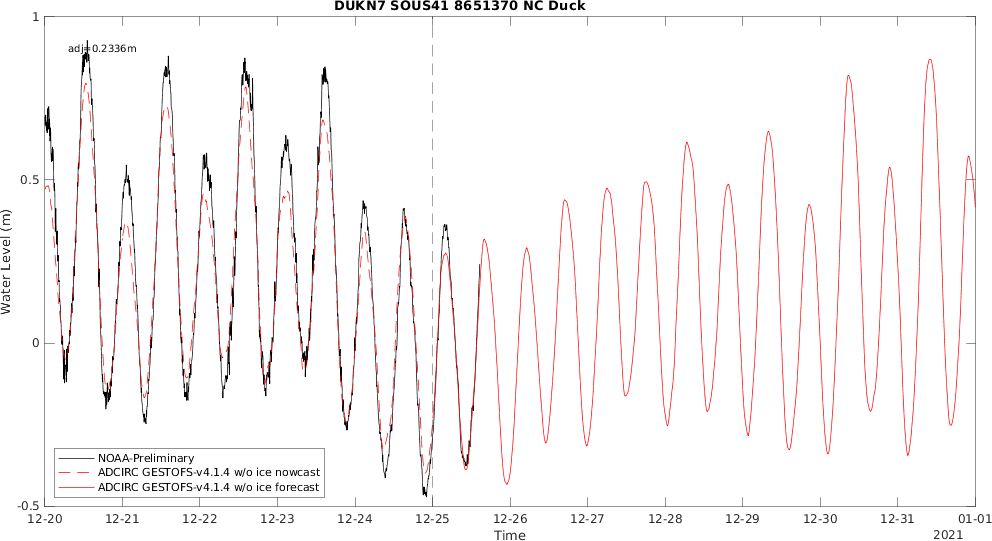 DUKN7 SOUS41 8651370 NC Duck
adj=0.2336m
1
0.5
0
-0.5
Water Level (m)
NOAA-Preliminary
ADCIRC GESTOFS-v4.1.4 w/o ice nowcast
ADCIRC GESTOFS-v4.1.4 w/o ice forecast
12-20 12-21 12-22 12-23 12-24 12-25 12-26 12-27 12-28 12-29 12-30 12-31 01-01
Time
2021